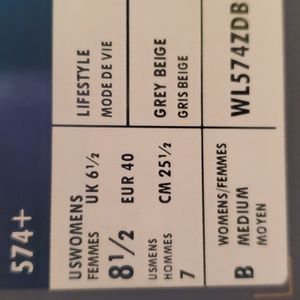 574+
USWOMENS
FEMMES
UK 6½
8½
EUR 40
USMENS
HOMMES
7
CM 25½
B
WOMENS/FEMMES
MEDIUM
MOYEN
LIFESTYLE
MODE DE VIE
GREY BEIGE
GRIS BEIGE
WL574ZDB